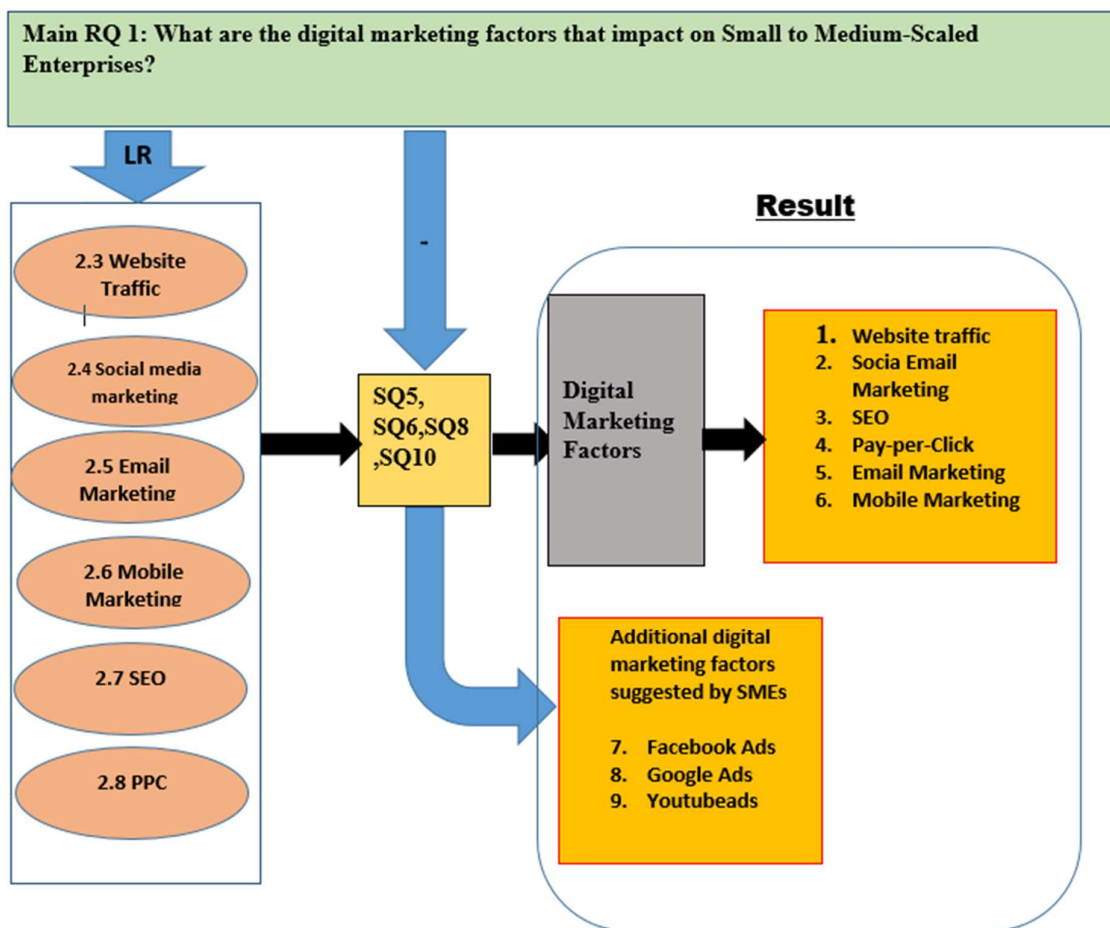 Main RQ 1: What are the digital marketing factors that impact on Small to Medium-Scaled
Enterprises?
LR
-
Result
2.3 Website
Traffic
2.4 Social media
marketing
2.5 Email
Marketing
2.6 Mobile
Marketing
2.7 SEO
2.8 PPC
SQ5,
SQ6,SQ8
,SQ10
Digital
Marketing
Factors
1. Website traffic
2. Socia Email
Marketing
3. SEO
4. Pay-per-Click
5. Email Marketing
6. Mobile Marketing
Additional digital
marketing factors
suggested by SMEs
7. Facebook Ads
8. Google Ads
9. Youtubeads